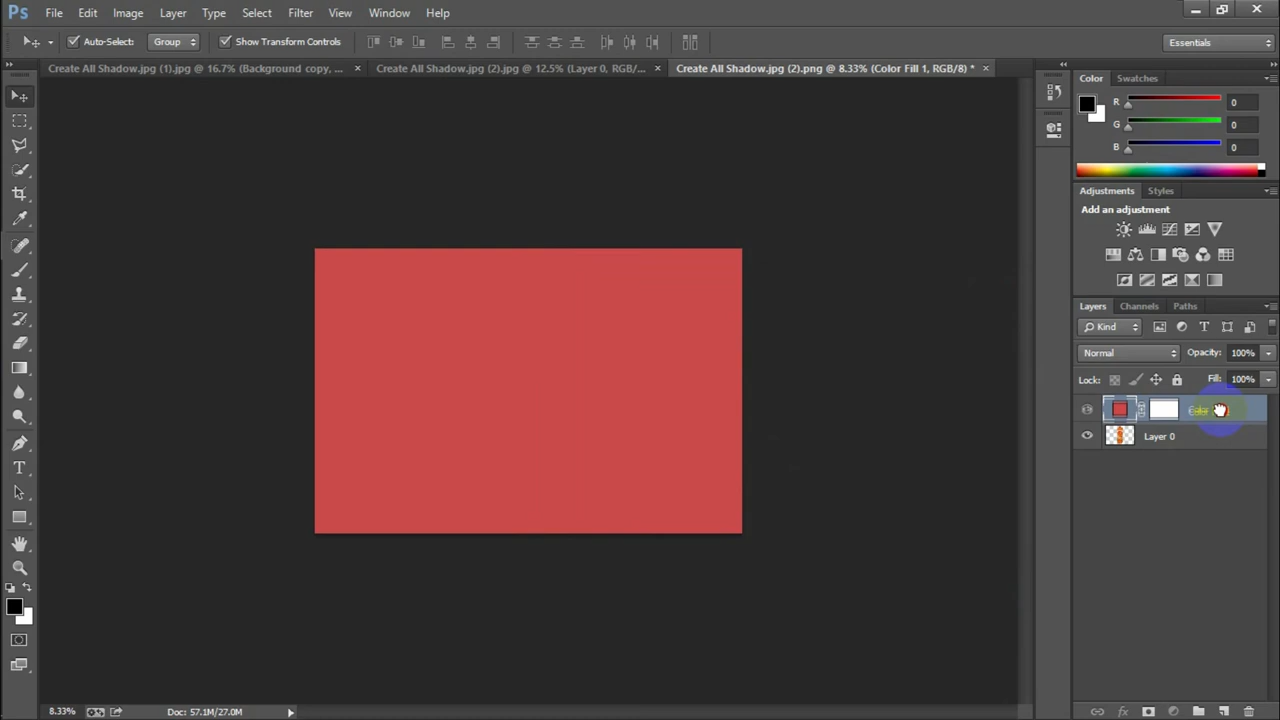 Ps File Edit Image Layer Type Select Filter 3D View Window Help
Auto-Select: Group Show Transform Controls Essentials
Create All Shadow.jpg (1).jpg @ 16.7% (Background copy, ... × Create All Shadow.jpg (2).jpg @ 12.5% (Layer 0, RGB/... × Create All Shadow.jpg (2).png @ 8.33% (Color Fill 1, RGB/8) * ×
Color Swatches
R 0
G 0
B 0
Adjustments Styles
Add an adjustment
Layers Channels Paths
Kind
Normal Opacity: 100%
Lock: Fill: 100%
Color
Layer 0
8.33% Doc: 57.1M/27.0M